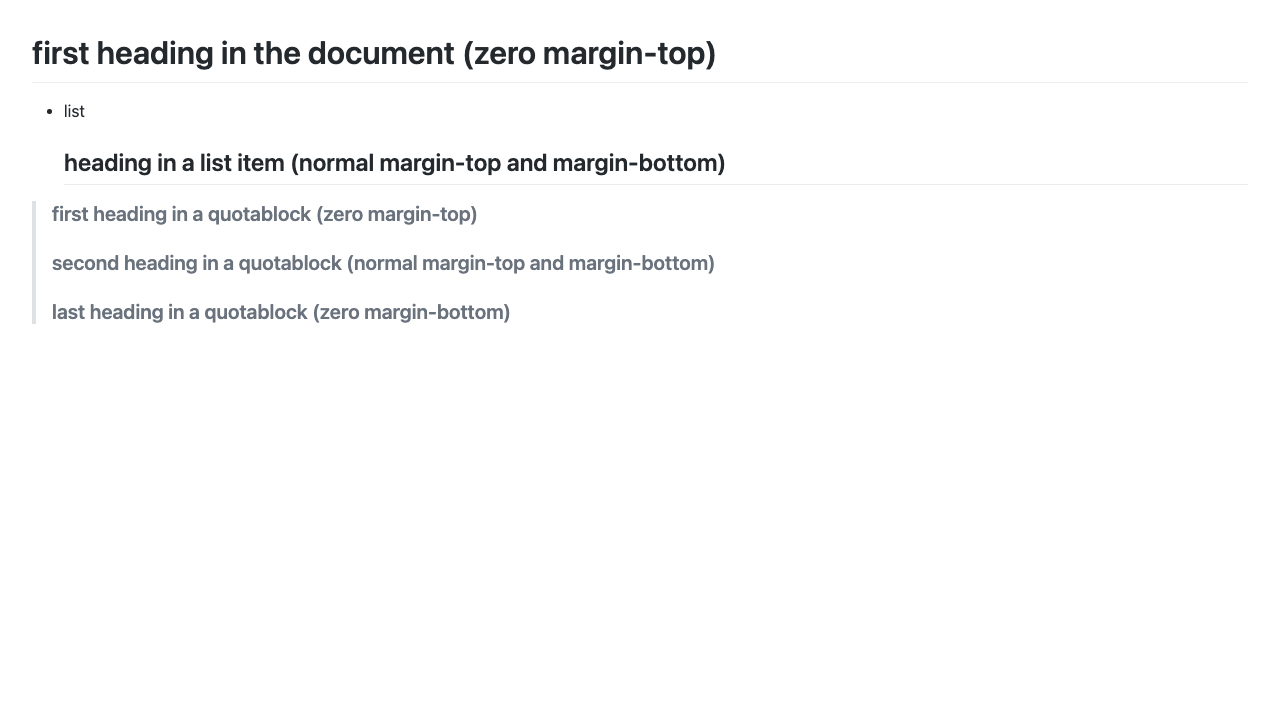 first heading in the document (zero margin-top)
list
heading in a list item (normal margin-top and margin-bottom)
first heading in a quotablock (zero margin-top)
second heading in a quotablock (normal margin-top and margin-bottom)
last heading in a quotablock (zero margin-bottom)